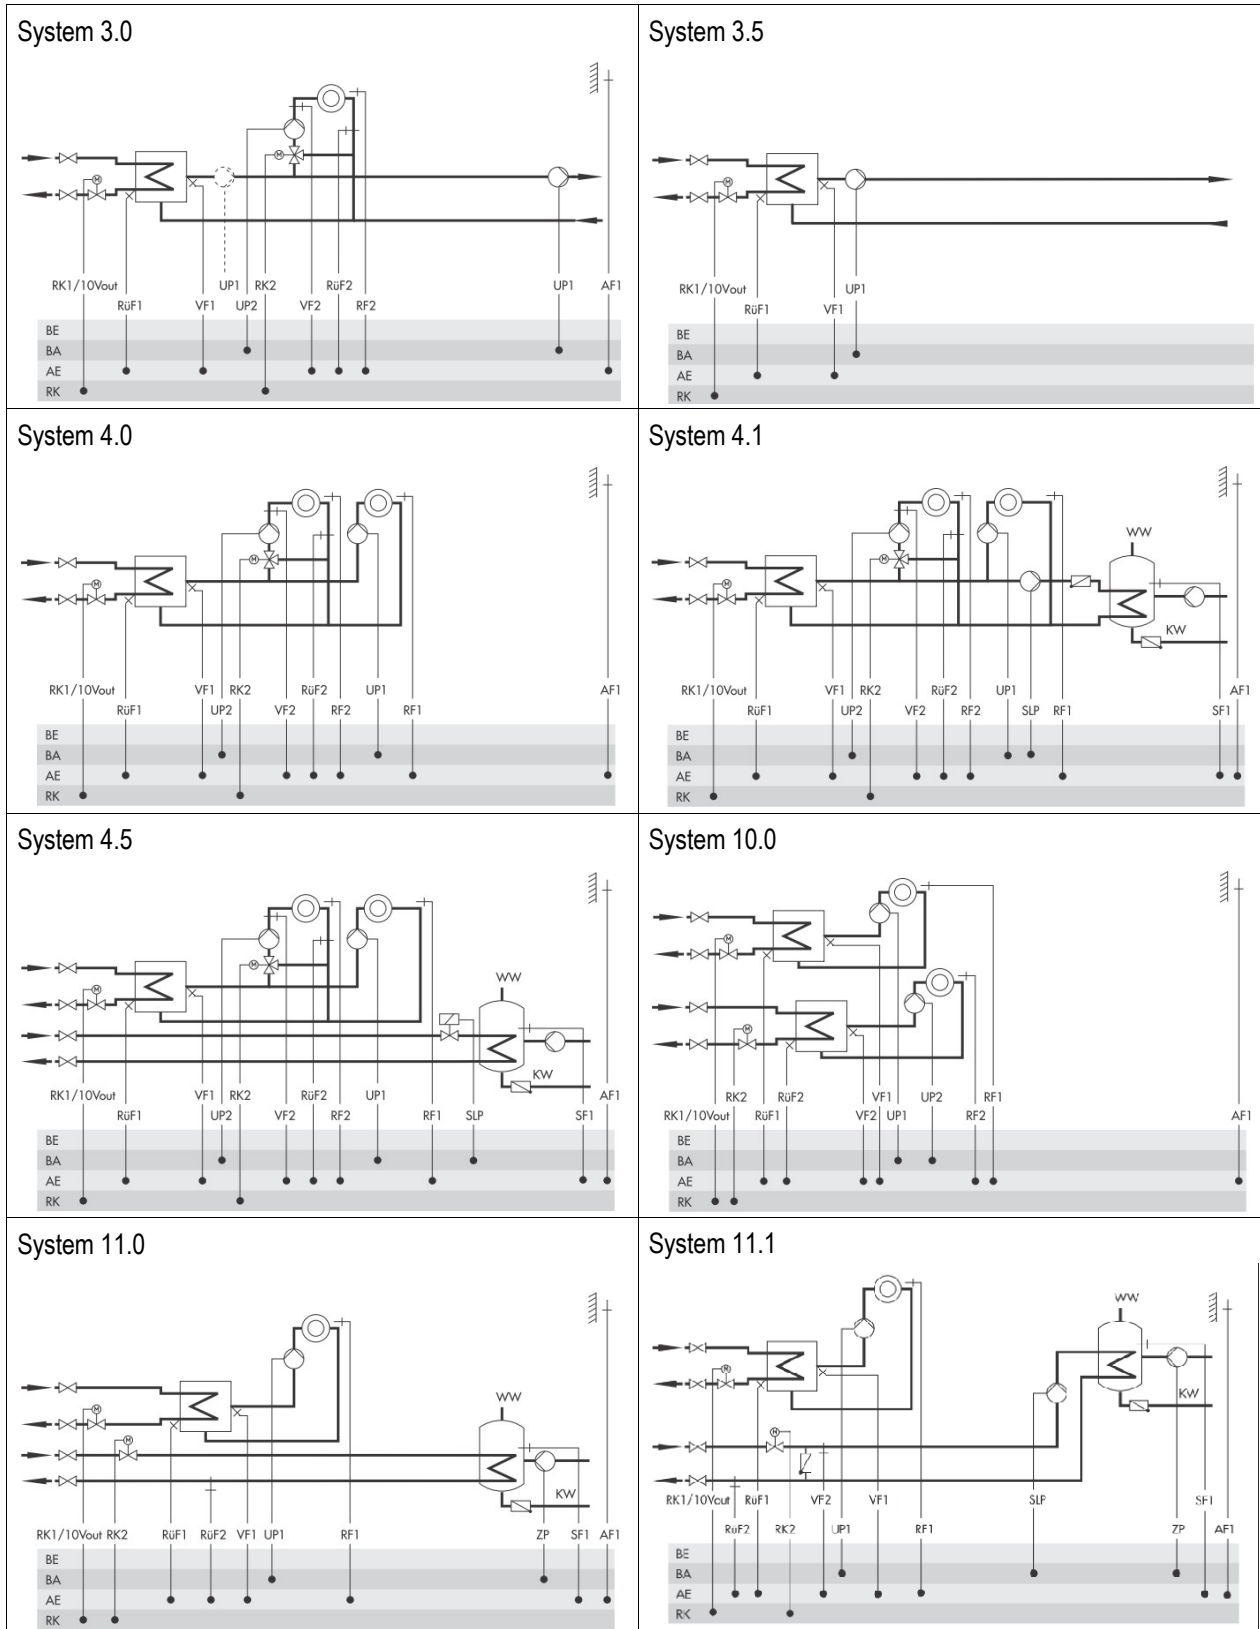 System 3.0
RK1/10Vout UP1 RK2 RüF2 UP1 AF1
RüF1 VF1 UP2 VF2 RF2
BE
BA
AE
RK
System 3.5
RK1/10Vout UP1
RüF1 VF1
BE
BA
AE
RK
System 4.0
RK1/10Vout VF1 RK2 RüF2 UP1 AF1
RüF1 UP2 VF2 RF2 RF1
BE
BA
AE
RK
System 4.1
WW
KW
RK1/10Vout VF1 RK2 RüF2 UP1 AF1
RüF1 UP2 VF2 RF2 SLP RF1 SF1
BE
BA
AE
RK
System 4.5
WW
KW
RK1/10Vout VF1 RK2 RüF2 UP1 AF1
RüF1 UP2 VF2 RF2 RF1 SLP SF1
BE
BA
AE
RK
System 10.0
RK2 RüF2 VF1 UP2 RF1
RK1/10Vout RüF1 VF2 UP1 RF2 AF1
BE
BA
AE
RK
System 11.0
WW
KW
RK1/10Vout RK2 RüF1 RüF2 VF1 UP1 RF1 ZP SF1 AF1
BE
BA
AE
RK
System 11.1
WW
KW
RK1/10Vout RüF1 VF2 VF1 SLP SF1
RüF2 RK2 UP1 RF1 ZP AF1
BE
BA
AE
RK